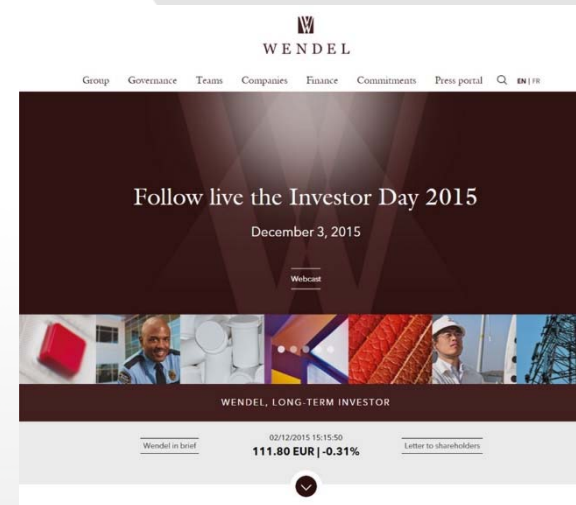 WENDEL
Group Governance Teams Companies Finance Commitments Press portal EN | FR
Follow live the Investor Day 2015
December 3, 2015
Webcast
WENDEL, LONG-TERM INVESTOR
02/12/2015 15:15:50
Wendel in brief 111.80 EUR | -0.31% Letter to shareholders